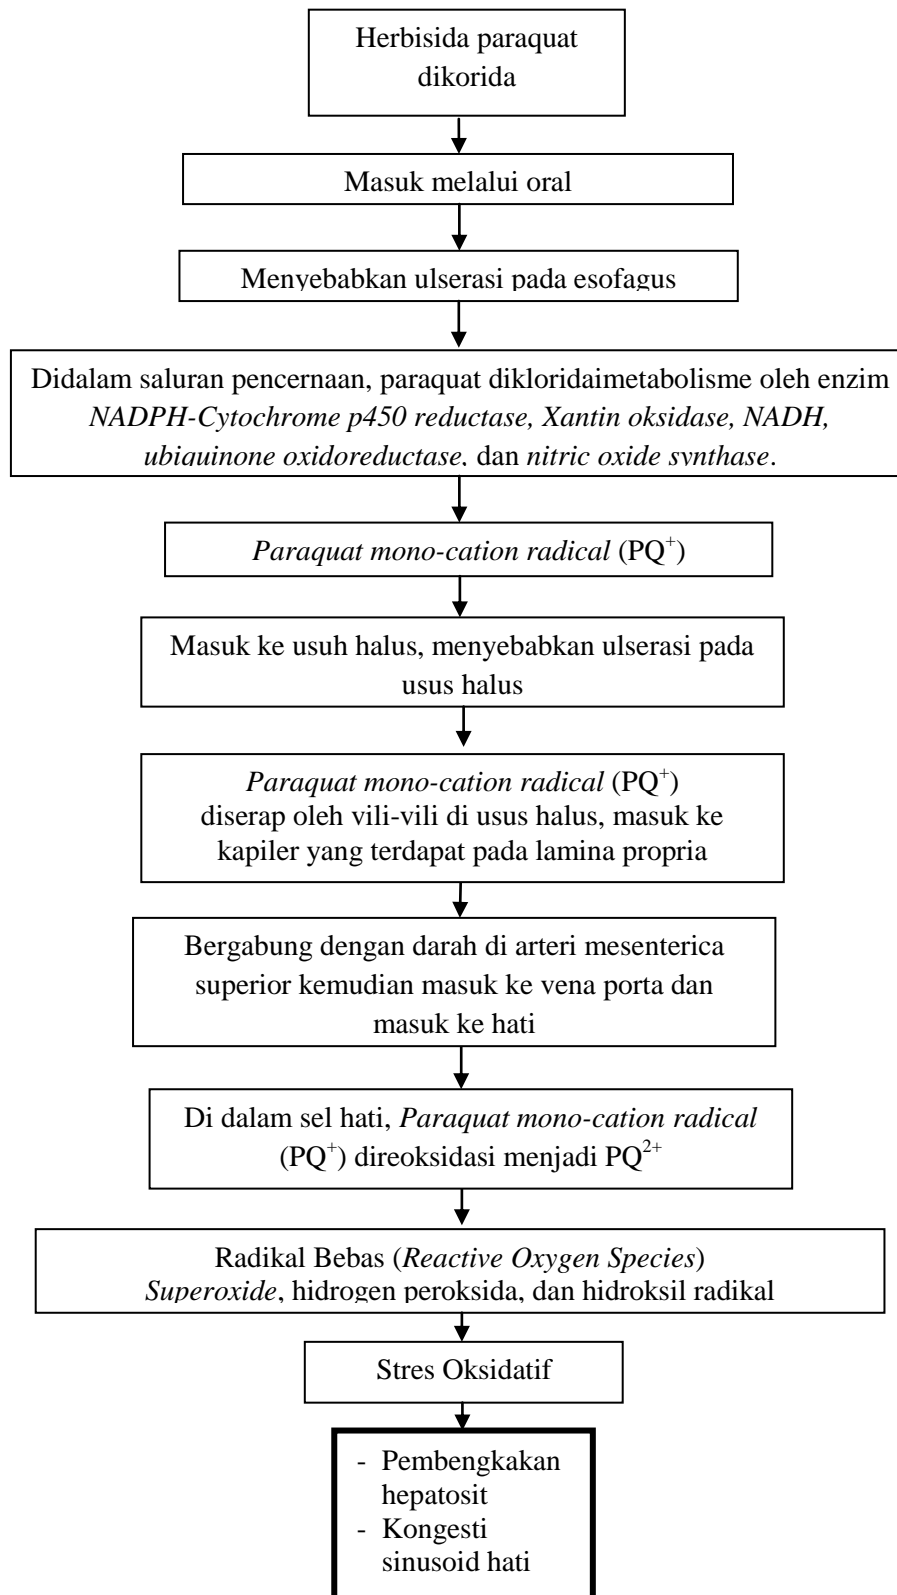 Herbisida paraquat
dikorida
Masuk melalui oral
Menyebabkan ulserasi pada esofagus
Didalam saluran pencernaan, paraquat dikloridaimetabolisme oleh enzim
NADPH-Cytochrome p450 reductase, Xantin oksidase, NADH,
ubiquinone oxidoreductase, dan nitric oxide synthase.
Paraquat mono-cation radical (PQ⁺)
Masuk ke usuh halus, menyebabkan ulserasi pada
usus halus
Paraquat mono-cation radical (PQ⁺)
diserap oleh vili-vili di usus halus, masuk ke
kapiler yang terdapat pada lamina propria
Bergabung dengan darah di arteri mesenterica
superior kemudian masuk ke vena porta dan
masuk ke hati
Di dalam sel hati, Paraquat mono-cation radical
(PQ⁺) direoksidasi menjadi PQ²⁺
Radikal Bebas (Reactive Oxygen Species)
Superoxide, hidrogen peroksida, dan hidroksil radikal
Stres Oksidatif
- Pembengkakan
hepatosit
- Kongesti
sinusoid hati